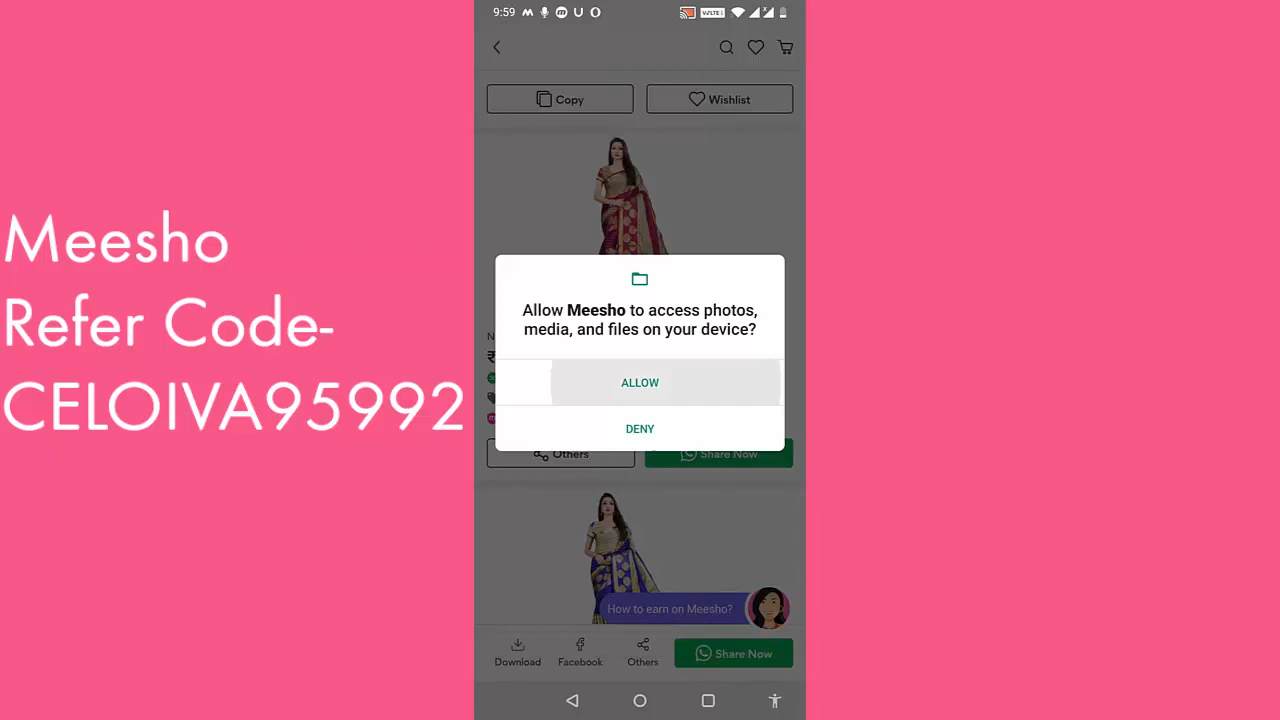 9:59
VoLTE
Copy
Wishlist
Meesho
Refer Code-
CELOIVA95992
Allow Meesho to access photos,
media, and files on your device?
ALLOW
DENY
Others
Share Now
How to earn on Meesho?
Download
Facebook
Others
Share Now